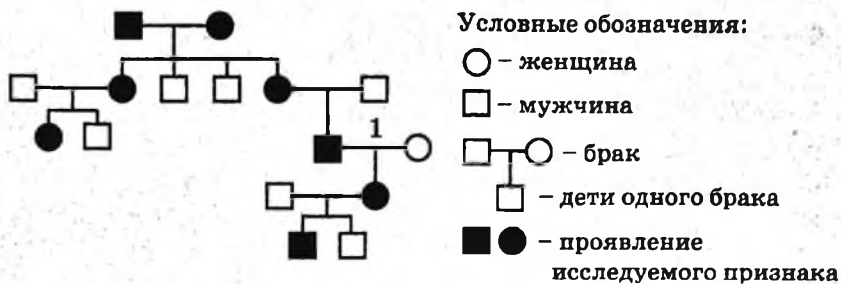 Условные обозначения:
– женщина
– мужчина
– брак
– дети одного брака
– проявление
исследуемого признака
1